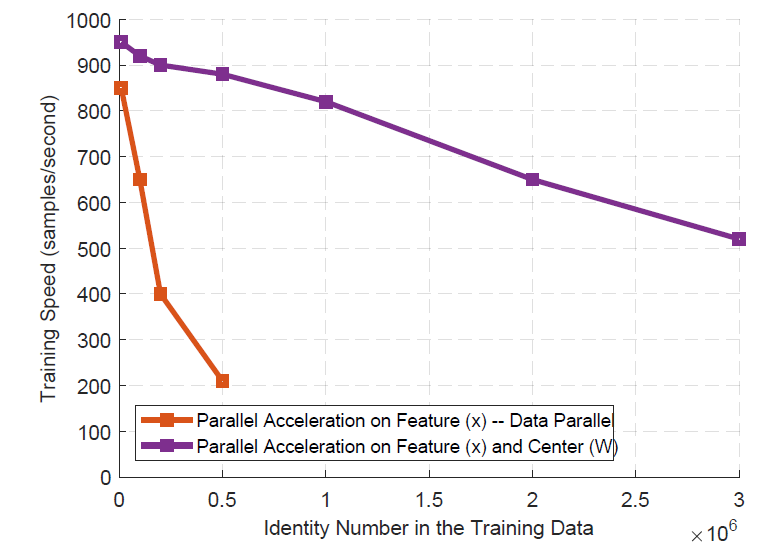 1000
900
800
700
600
500
400
300
200
100
0
Training Speed (samples/second)
Parallel Acceleration on Feature (x) -- Data Parallel
Parallel Acceleration on Feature (x) and Center (W)
0 0.5 1 1.5 2 2.5 3
Identity Number in the Training Data
×10⁶